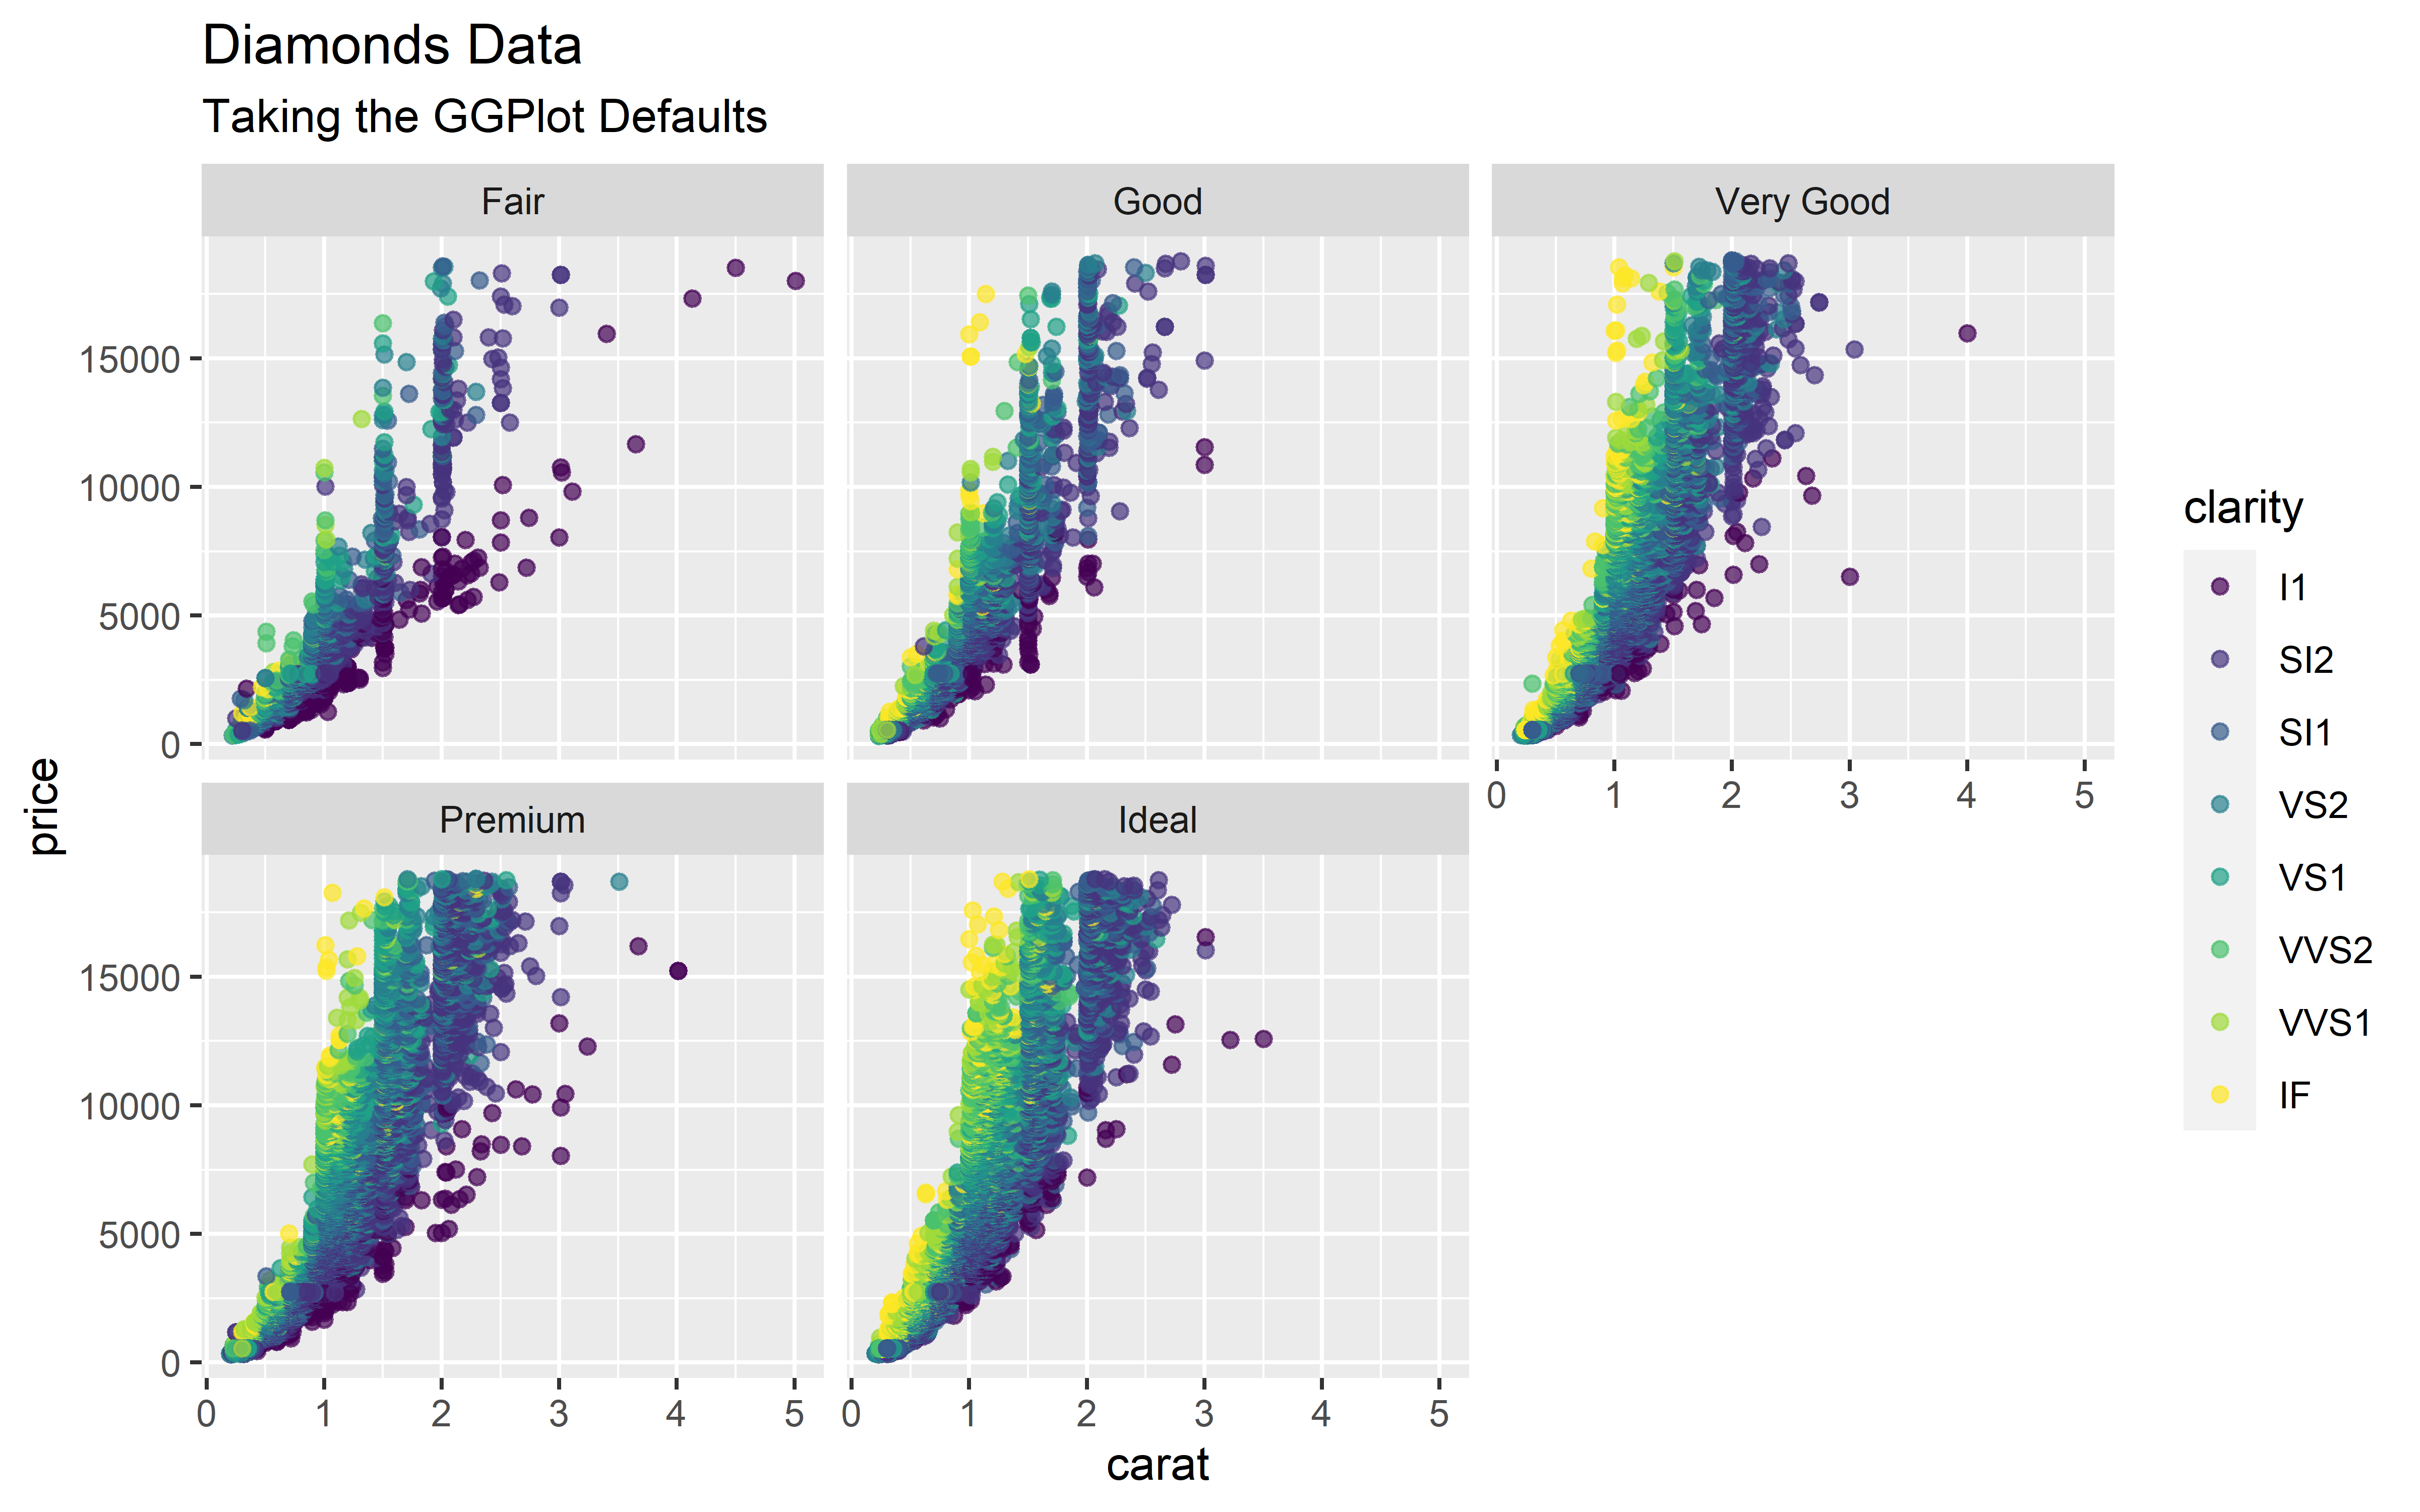 Diamonds Data
Taking the GGPlot Defaults
Fair
Good
Very Good
15000
10000
5000
0
0 1 2 3 4 5
Premium
Ideal
15000
10000
5000
0
0 1 2 3 4 5
0 1 2 3 4 5
price
carat
clarity
I1
SI2
SI1
VS2
VS1
VVS2
VVS1
IF